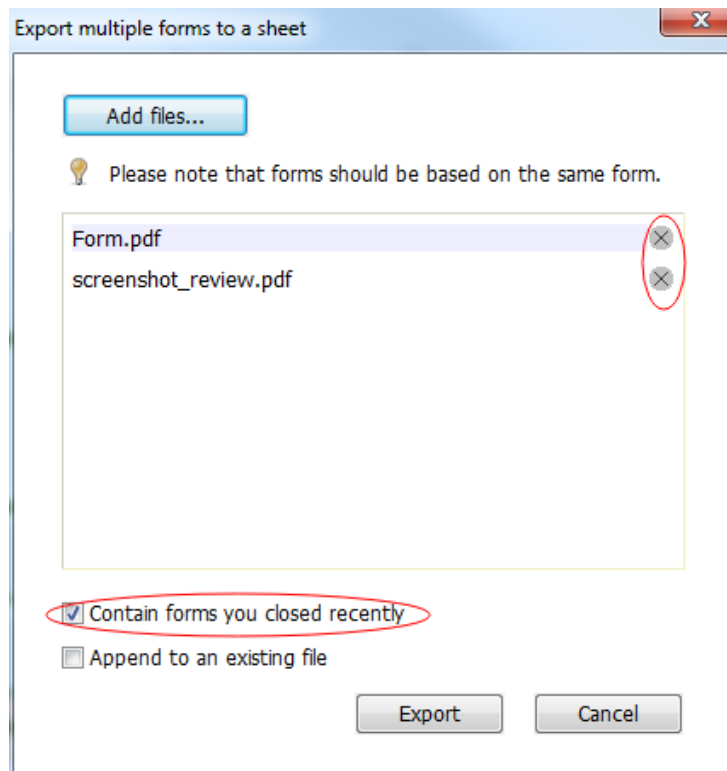 Export multiple forms to a sheet
Add files...
Please note that forms should be based on the same form.
Form.pdf
screenshot_review.pdf
Contain forms you closed recently
Append to an existing file
Export Cancel